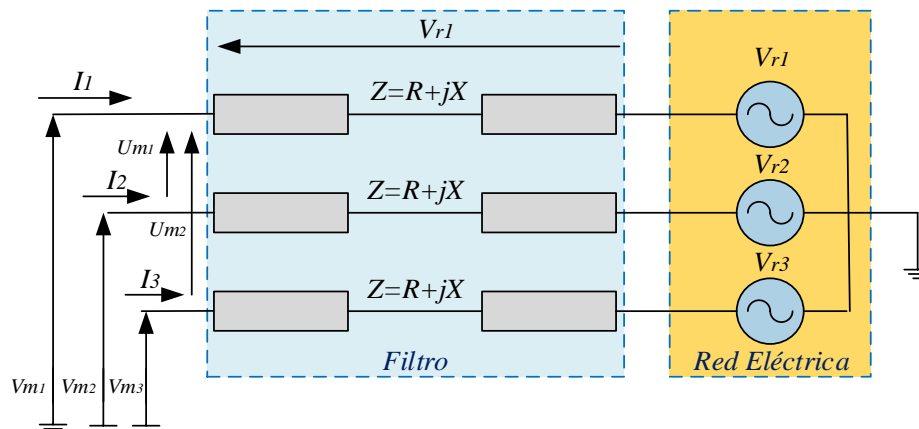 Vr1
I1
Z=R+jX
Vr1
Um1
I2
Z=R+jX
Vr2
Um2
I3
Z=R+jX
Vr3
Vm1
Vm2
Vm3
Filtro
Red Eléctrica